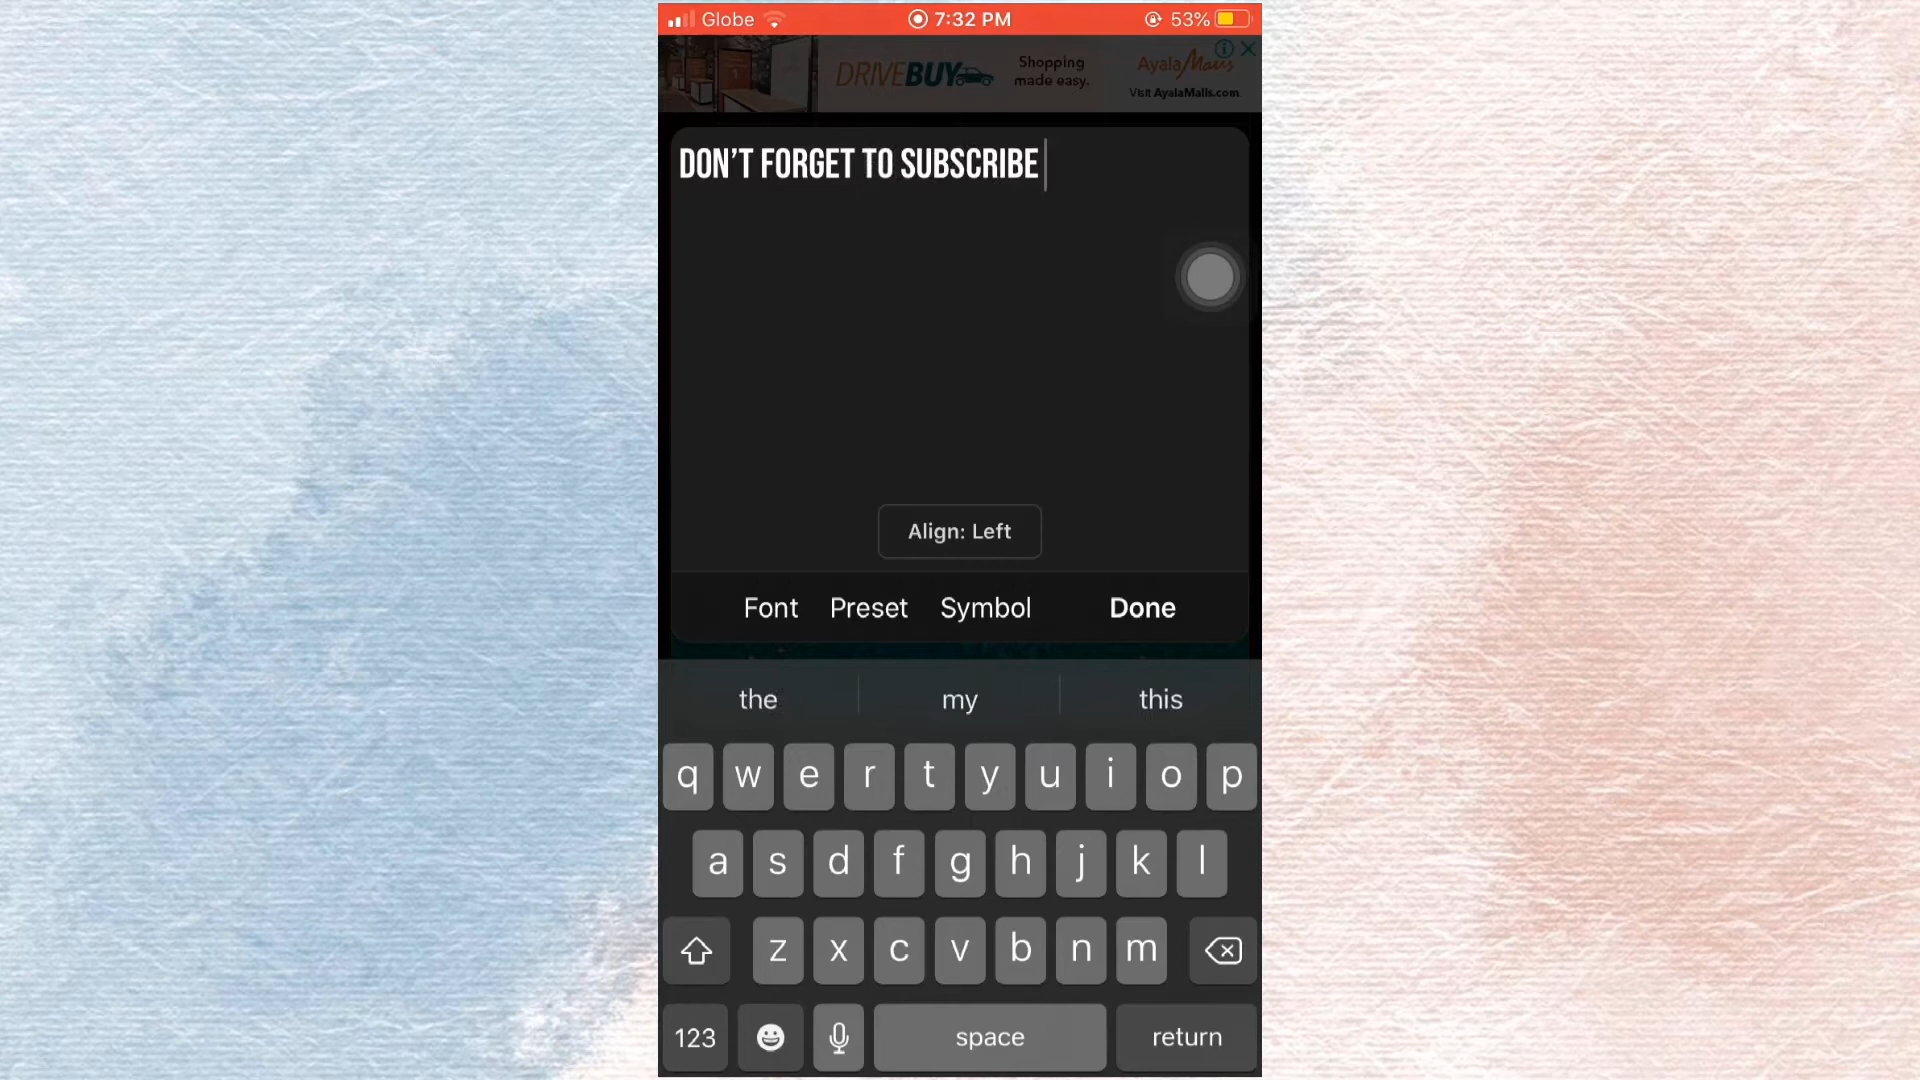 Globe 7:32 PM 53%
DRIVEBUY Shopping made easy. Ayala Malls
Visit AyalaMalls.com.
DON'T FORGET TO SUBSCRIBE
Align: Left
Font Preset Symbol Done
the my this
q w e r t y u i o p
a s d f g h j k l
z x c v b n m
123 space return